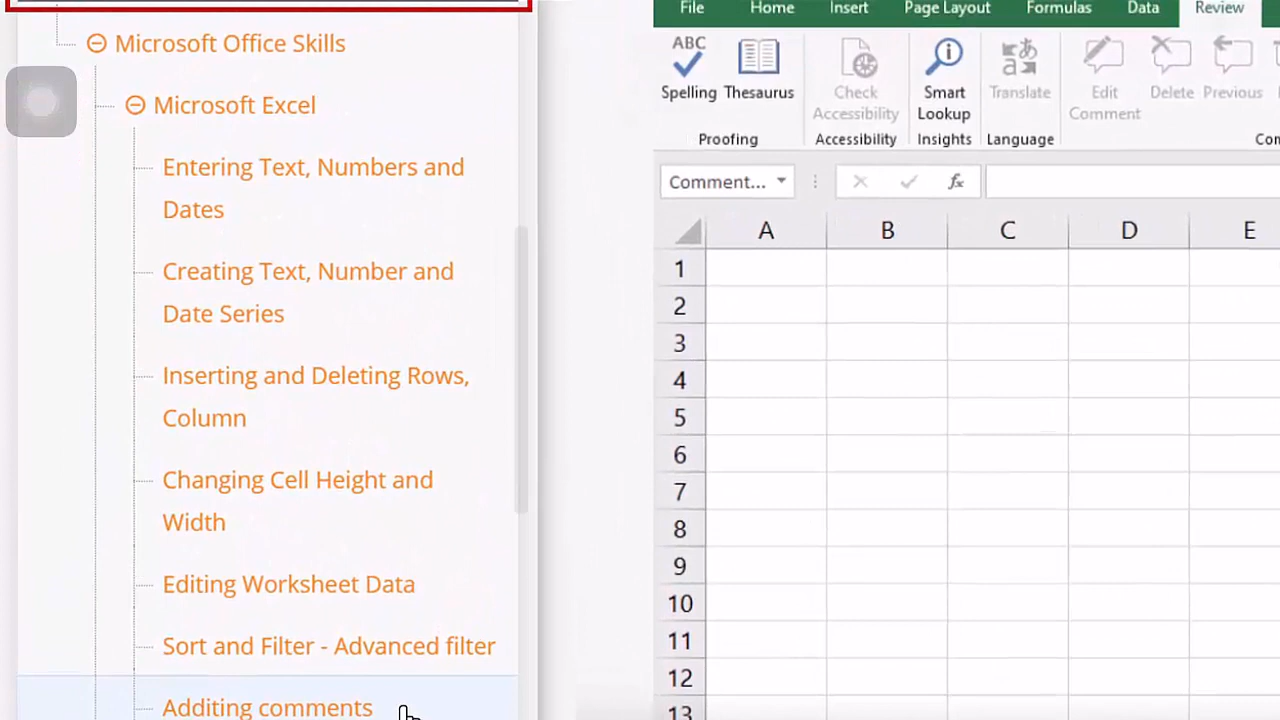 Microsoft Office Skills
Microsoft Excel
Entering Text, Numbers and
Dates
Creating Text, Number and
Date Series
Inserting and Deleting Rows,
Column
Changing Cell Height and
Width
Editing Worksheet Data
Sort and Filter - Advanced filter
Additing comments
File Home Insert Page Layout Formulas Data Review
ABC
Spelling Thesaurus Check Smart Translate Edit Delete Previous
Accessibility Lookup Comment
Proofing Accessibility Insights Language Con
Comment... fx
A B C D E
1
2
3
4
5
6
7
8
9
10
11
12
13